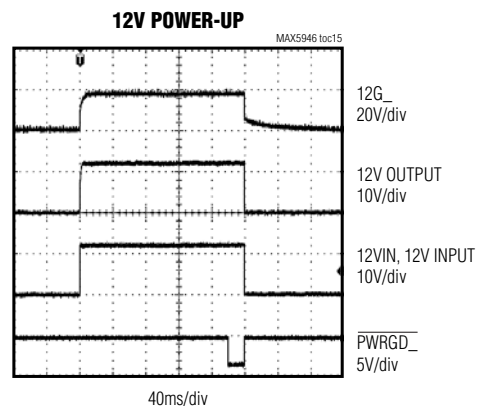 12V POWER-UP
MAX5946 toc15
12G_
20V/div
12V OUTPUT
10V/div
12VIN, 12V INPUT
10V/div
PWRGD_
5V/div
40ms/div